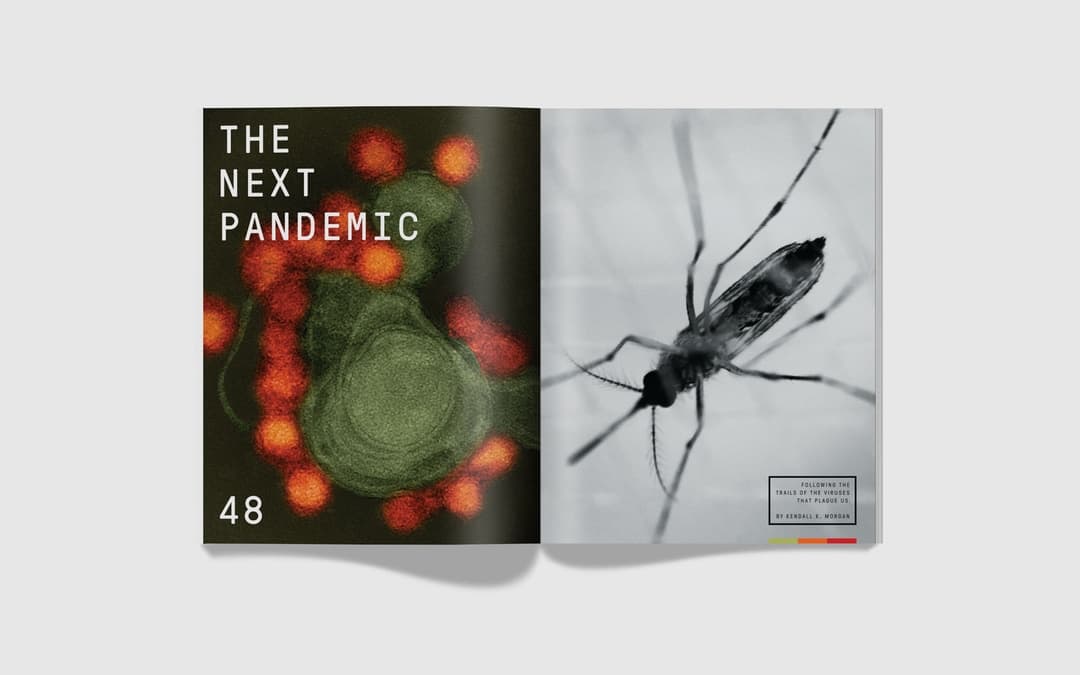 THE
NEXT
PANDEMIC
48
FOLLOWING THE
TRAILS OF THE VIRUSES
THAT PLAGUE US.
BY KENDALL K. MORGAN